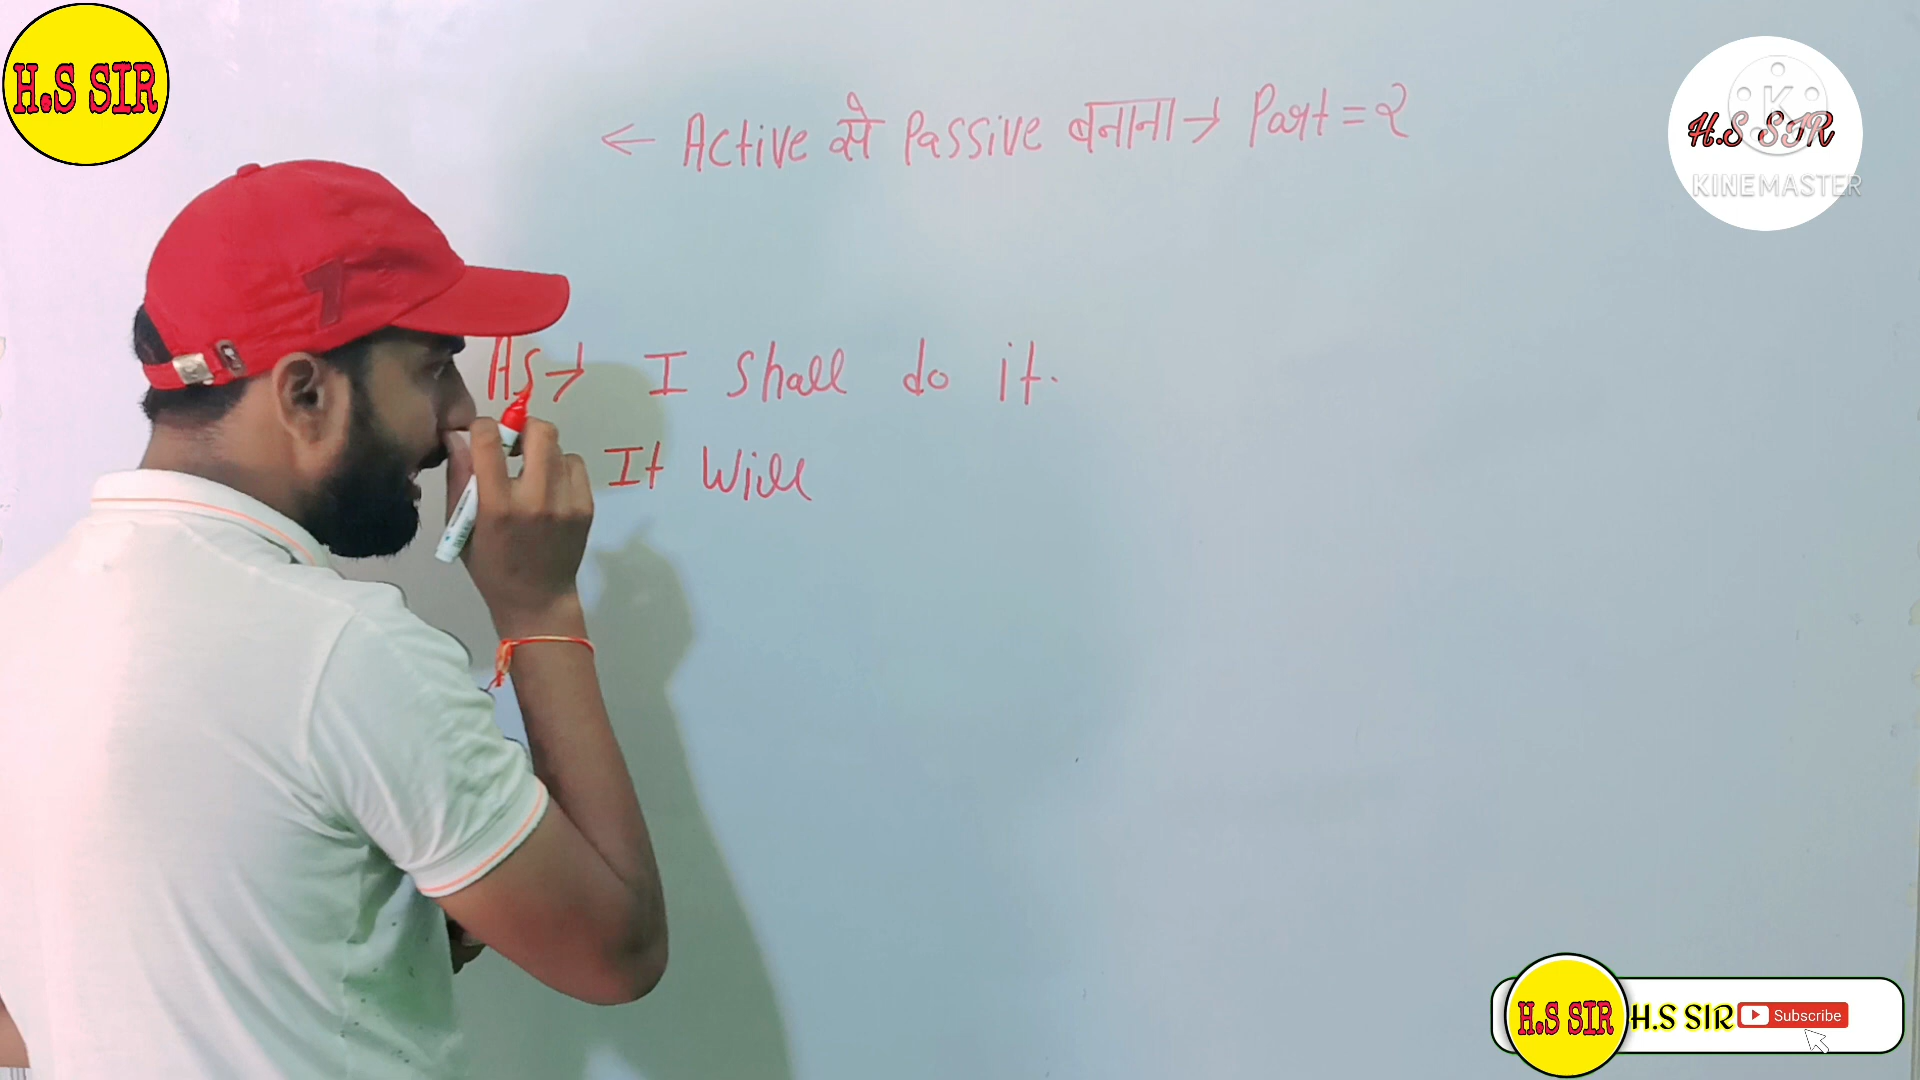 H.S SIR
← Active से Passive बनाना → Part = २
H.S SIR
KINEMASTER
As → I shall do it.
It will
H.S SIR
H.S SIR
Subscribe